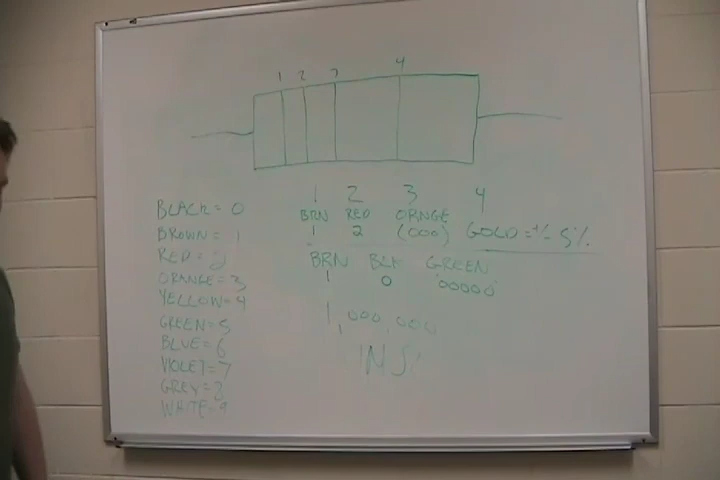 1 2 3 4
1 2 3 4
BRN RED ORNGE
1 2 (000) GOLD = +/- 5%
BRN BLK GREEN
1 0 00000
1,000,000
BLACK = 0
BROWN = 1
RED = 2
ORANGE = 3
YELLOW = 4
GREEN = 5
BLUE = 6
VIOLET = 7
GREY = 8
WHITE = 9